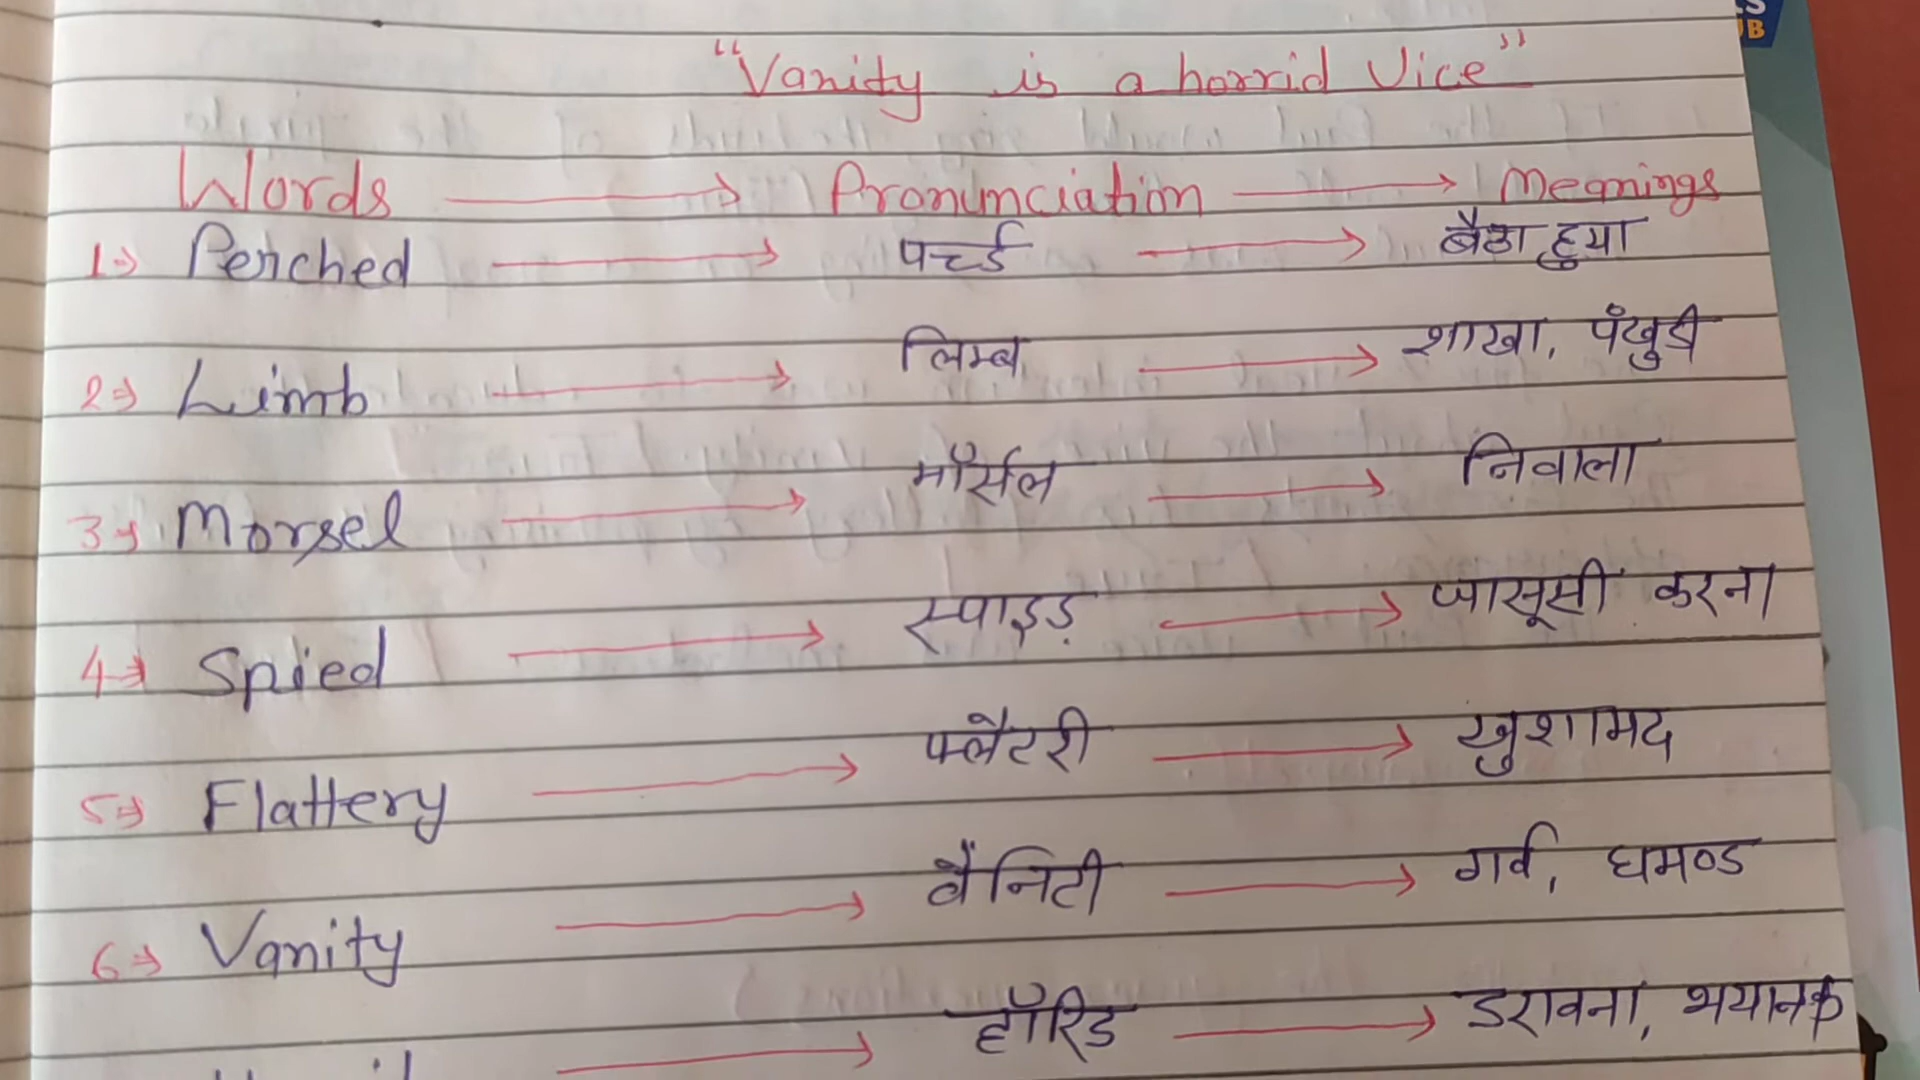 "Vanity is a horrid Vice"
Words → Pronunciation → Meanings
1⇒ Perched → पर्च्ड → बैठा हुया
2⇒ Limb → लिम्ब → शाखा, पंखुडी
3⇒ Morsel → मॉर्सल → निवाला
4⇒ Spied → स्पाइड़ → जासूसी करना
5⇒ Flattery → फ्लैटरी → खुशामद
6⇒ Vanity → वैनिटी → गर्व, घमण्ड
→ हॉरिड → डरावना, भयानक